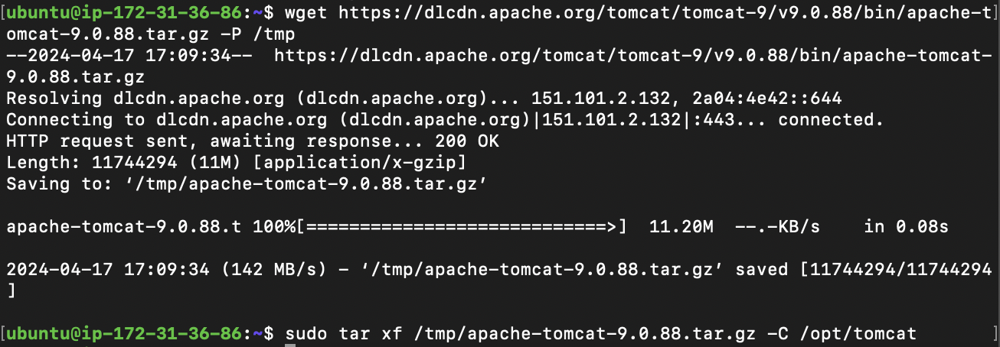 [ubuntu@ip-172-31-36-86:~$ wget https://dlcdn.apache.org/tomcat/tomcat-9/v9.0.88/bin/apache-t]
omcat-9.0.88.tar.gz -P /tmp
--2024-04-17 17:09:34--  https://dlcdn.apache.org/tomcat/tomcat-9/v9.0.88/bin/apache-tomcat-
9.0.88.tar.gz
Resolving dlcdn.apache.org (dlcdn.apache.org)... 151.101.2.132, 2a04:4e42::644
Connecting to dlcdn.apache.org (dlcdn.apache.org)|151.101.2.132|:443... connected.
HTTP request sent, awaiting response... 200 OK
Length: 11744294 (11M) [application/x-gzip]
Saving to: ‘/tmp/apache-tomcat-9.0.88.tar.gz’
apache-tomcat-9.0.88.t 100%[============================>]  11.20M  --.-KB/s    in 0.08s
2024-04-17 17:09:34 (142 MB/s) - ‘/tmp/apache-tomcat-9.0.88.tar.gz’ saved [11744294/11744294
]
[ubuntu@ip-172-31-36-86:~$ sudo tar xf /tmp/apache-tomcat-9.0.88.tar.gz -C /opt/tomcat ]